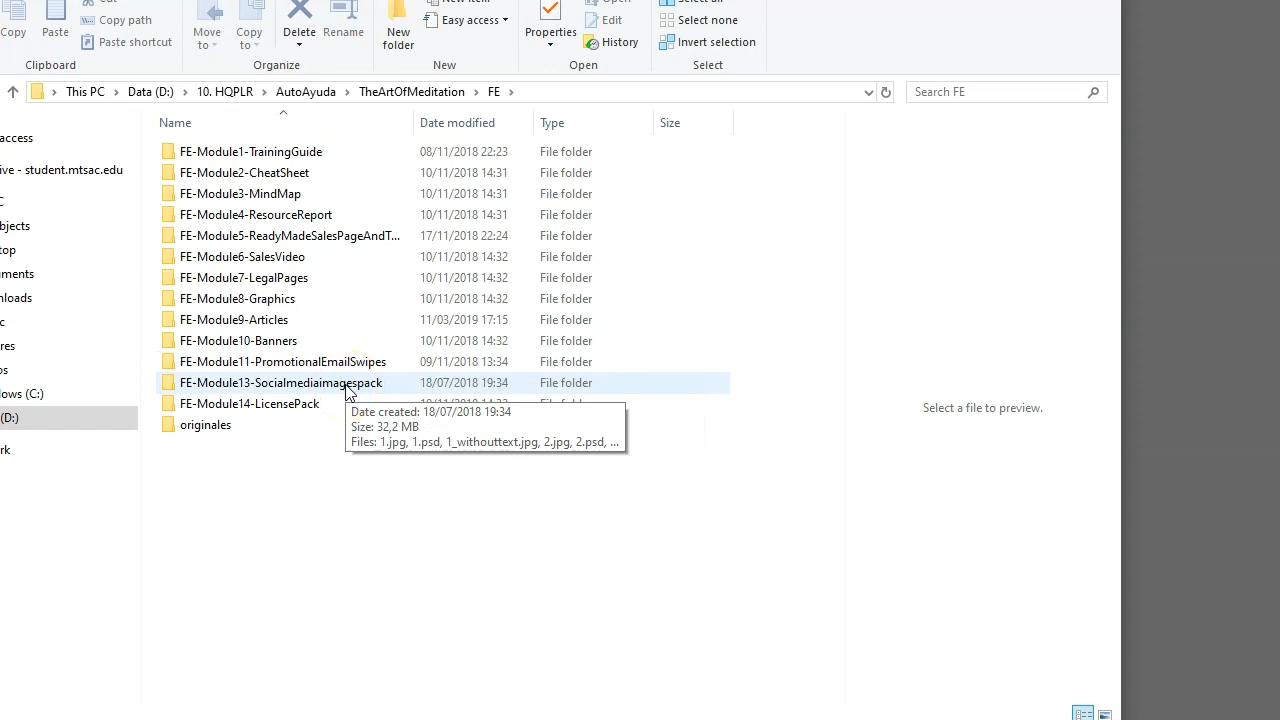 Copy
Paste
Cut
Copy path
Paste shortcut
Move to
Copy to
Delete
Rename
New folder
New item
Easy access
Properties
Open
Edit
History
Select all
Select none
Invert selection
Clipboard
Organize
New
Open
Select
This PC > Data (D:) > 10. HQPLR > AutoAyuda > TheArtOfMeditation > FE >
Search FE
Name
Date modified
Type
Size
access
ive - student.mtsac.edu
C
bjects
top
uments
nloads
c
res
os
dows (C:)
(D:)
rk
FE-Module1-TrainingGuide 08/11/2018 22:23 File folder
FE-Module2-CheatSheet 10/11/2018 14:31 File folder
FE-Module3-MindMap 10/11/2018 14:31 File folder
FE-Module4-ResourceReport 10/11/2018 14:31 File folder
FE-Module5-ReadyMadeSalesPageAndT... 17/11/2018 22:24 File folder
FE-Module6-SalesVideo 10/11/2018 14:32 File folder
FE-Module7-LegalPages 10/11/2018 14:32 File folder
FE-Module8-Graphics 10/11/2018 14:32 File folder
FE-Module9-Articles 11/03/2019 17:15 File folder
FE-Module10-Banners 10/11/2018 14:32 File folder
FE-Module11-PromotionalEmailSwipes 09/11/2018 13:34 File folder
FE-Module13-Socialmediaimagespack 18/07/2018 19:34 File folder
FE-Module14-LicensePack File folder
originales
Date created: 18/07/2018 19:34
Size: 32,2 MB
Files: 1.jpg, 1.psd, 1_withouttext.jpg, 2.jpg, 2.psd, ...
Select a file to preview.